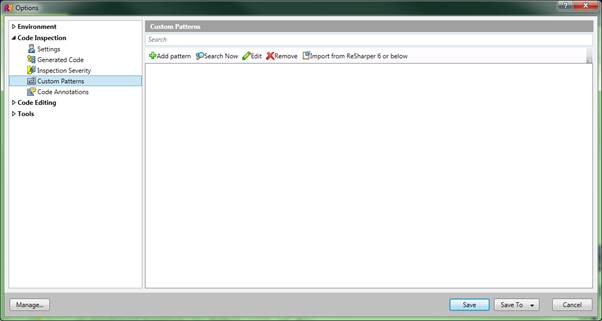 Options
Environment
Code Inspection
Settings
Generated Code
Inspection Severity
Custom Patterns
Code Annotations
Code Editing
Tools
Custom Patterns
Search
Add pattern Search Now Edit Remove Import from ReSharper 6 or below
Manage... Save Save To Cancel